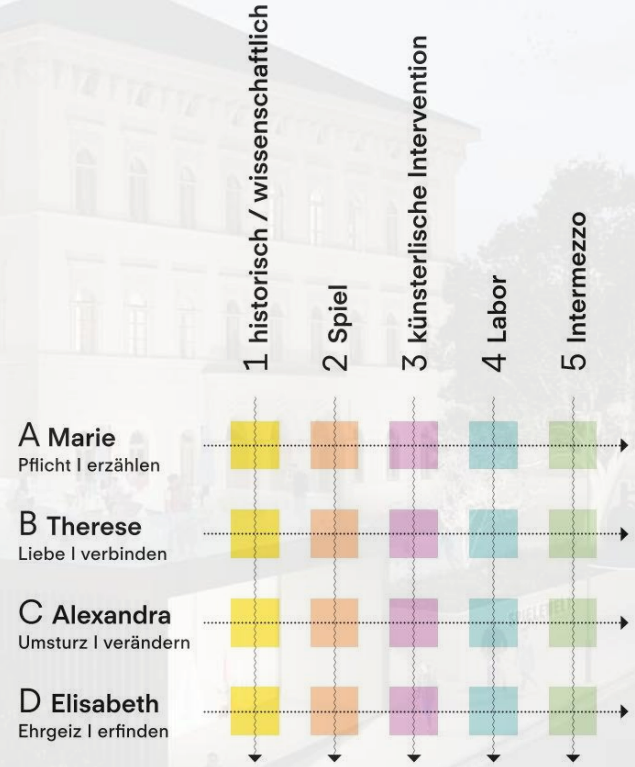 1 historisch / wissenschaftlich
2 Spiel
3 künsterlische Intervention
4 Labor
5 Intermezzo
A Marie
Pflicht I erzählen
B Therese
Liebe I verbinden
C Alexandra
Umsturz I verändern
D Elisabeth
Ehrgeiz I erfinden